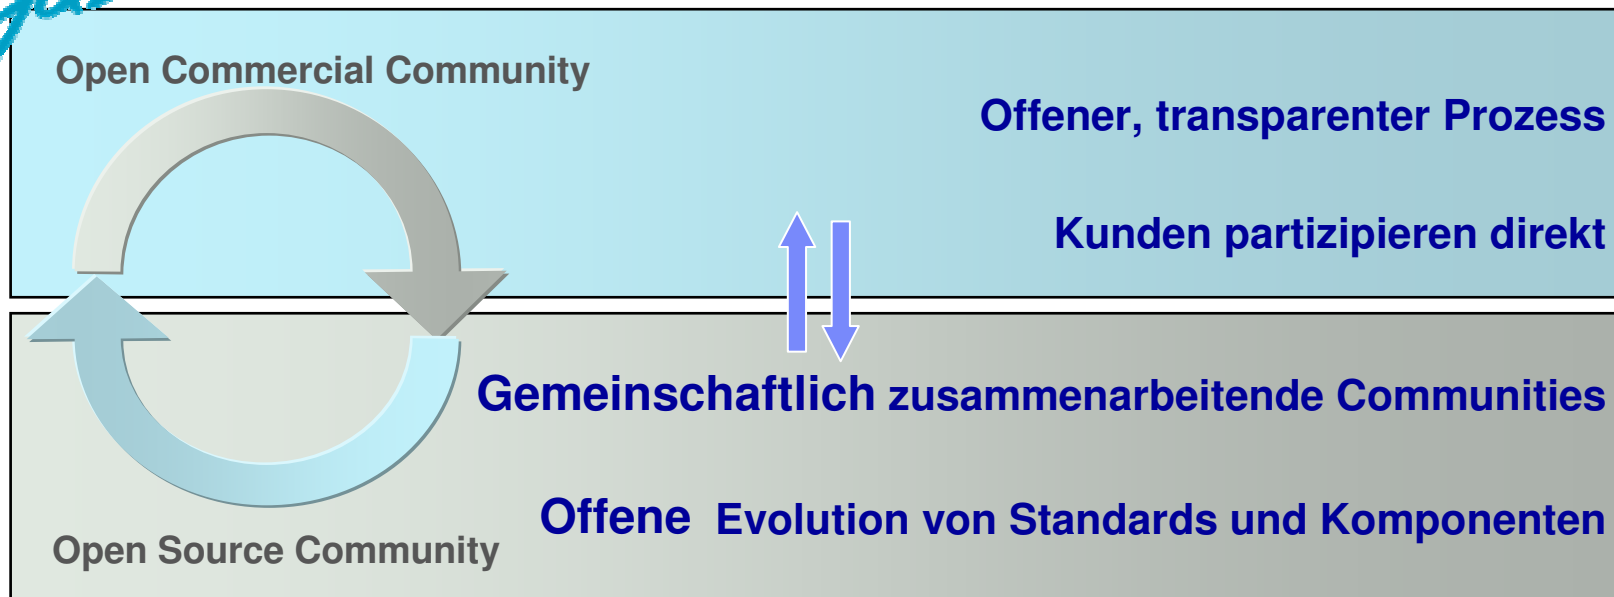 Open Commercial Community
Offener, transparenter Prozess
Kunden partizipieren direkt
Gemeinschaftlich zusammenarbeitende Communities
Offene Evolution von Standards und Komponenten
Open Source Community